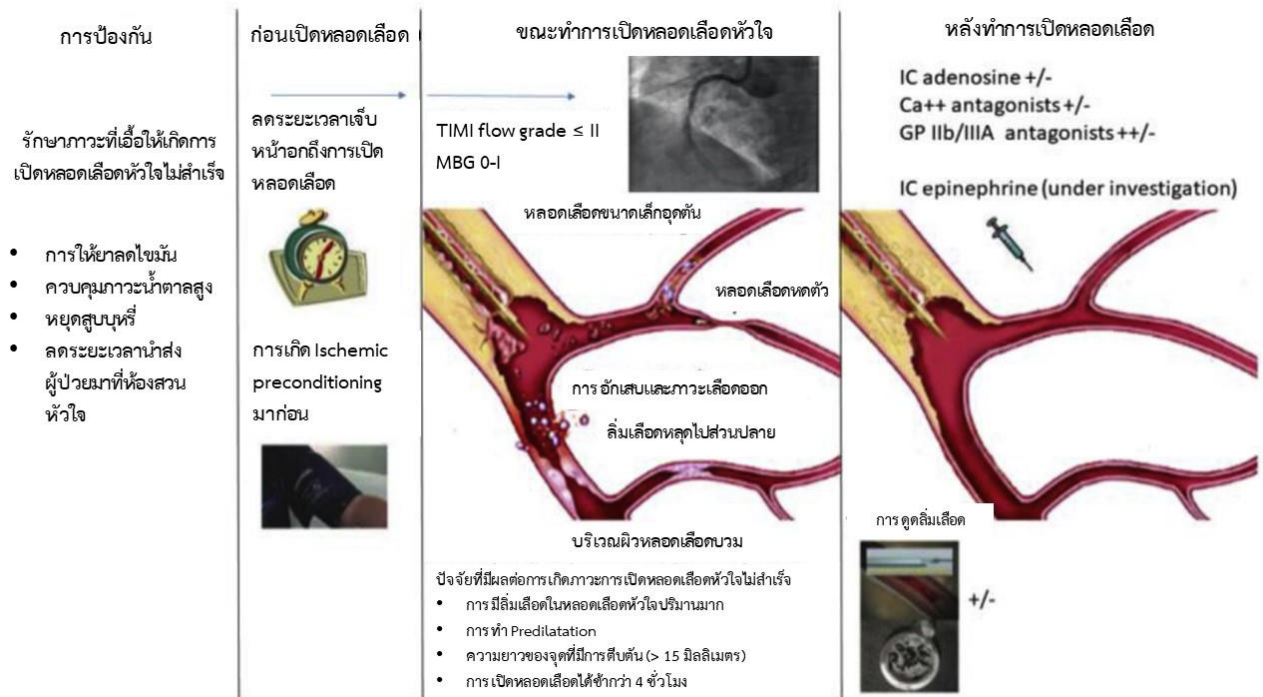 การป้องกัน
รักษาภาวะที่เอื้อให้เกิดการ
เปิดหลอดเลือดหัวใจไม่สำเร็จ
• การให้ยาลดไขมัน
• ควบคุมภาวะน้ำตาลสูง
• หยุดสูบบุหรี่
• ลดระยะเวลานำส่ง
ผู้ป่วยมาที่ห้องสวน
หัวใจ
ก่อนเปิดหลอดเลือด
ลดระยะเวลาเจ็บ
หน้าอกถึงการเปิด
หลอดเลือด
การเกิด Ischemic
preconditioning
มาก่อน
ขณะทำการเปิดหลอดเลือดหัวใจ
TIMI flow grade ≤ II
MBG 0-I
หลอดเลือดขนาดเล็กอุดตัน
หลอดเลือดหดตัว
การอักเสบและภาวะเลือดออก
ลิ่มเลือดหลุดไปส่วนปลาย
บริเวณผิวหลอดเลือดบวม
ปัจจัยที่มีผลต่อการเกิดภาวะการเปิดหลอดเลือดหัวใจไม่สำเร็จ
• การมีลิ่มเลือดในหลอดเลือดหัวใจปริมานมาก
• การทำ Predilatation
• ความยาวของจุดที่มีการตีบตัน (> 15 มิลลิเมตร)
• การเปิดหลอดเลือดได้ช้ากว่า 4 ชั่วโมง
หลังทำการเปิดหลอดเลือด
IC adenosine +/-
Ca++ antagonists +/-
GP IIb/IIIA antagonists ++/-
IC epinephrine (under investigation)
การดูดลิ่มเลือด
+/-